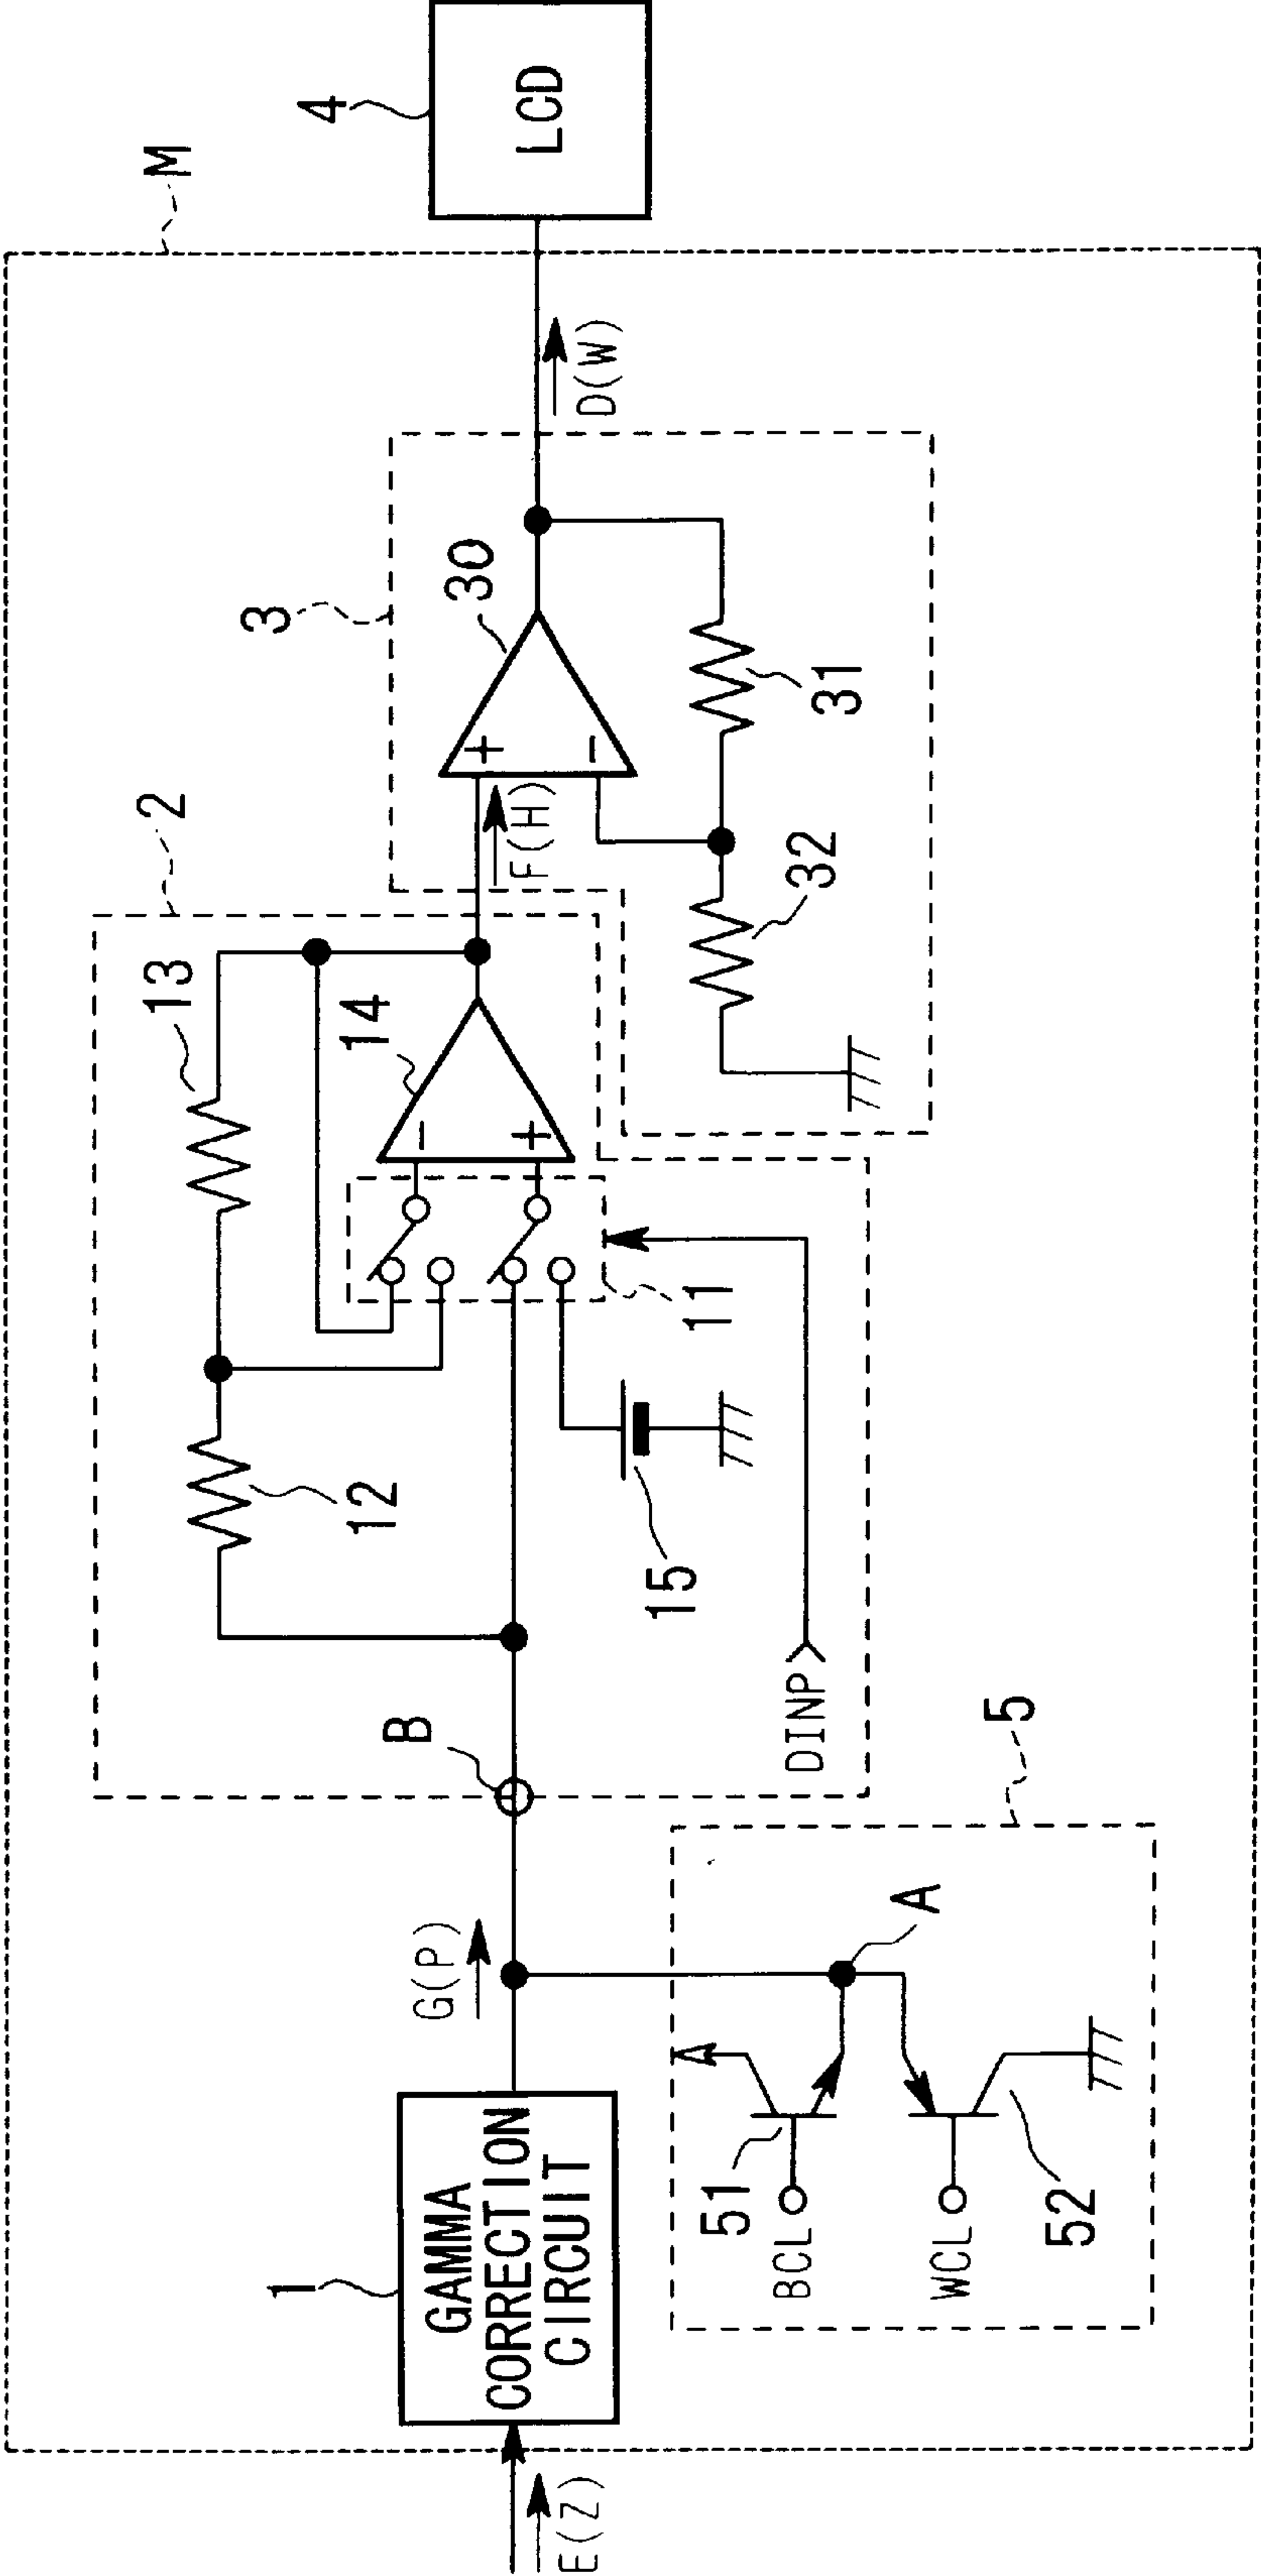 M
4
LCD
3
30
D(W)
31
32
2
13
14
F(H)
11
12
15
B
DINP
5
G(P)
A
1
GAMMA
CORRECTION
CIRCUIT
51
BCL
WCL
52
E(Z)
+
−
−
+